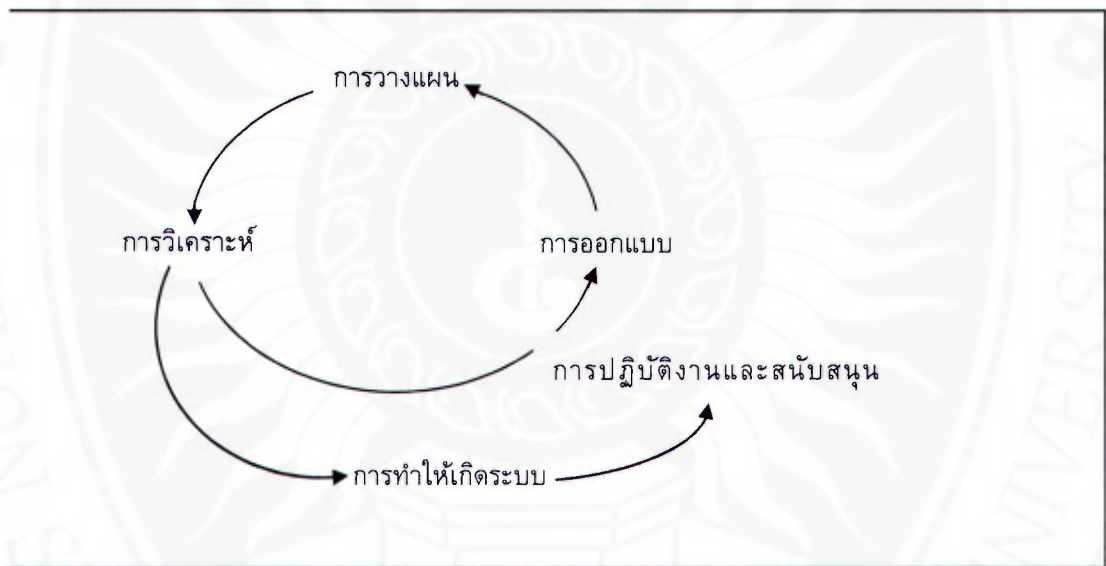 การวางแผน
การวิเคราะห์
การออกแบบ
การปฏิบัติงานและสนับสนุน
การทำให้เกิดระบบ
UNIVERSITY